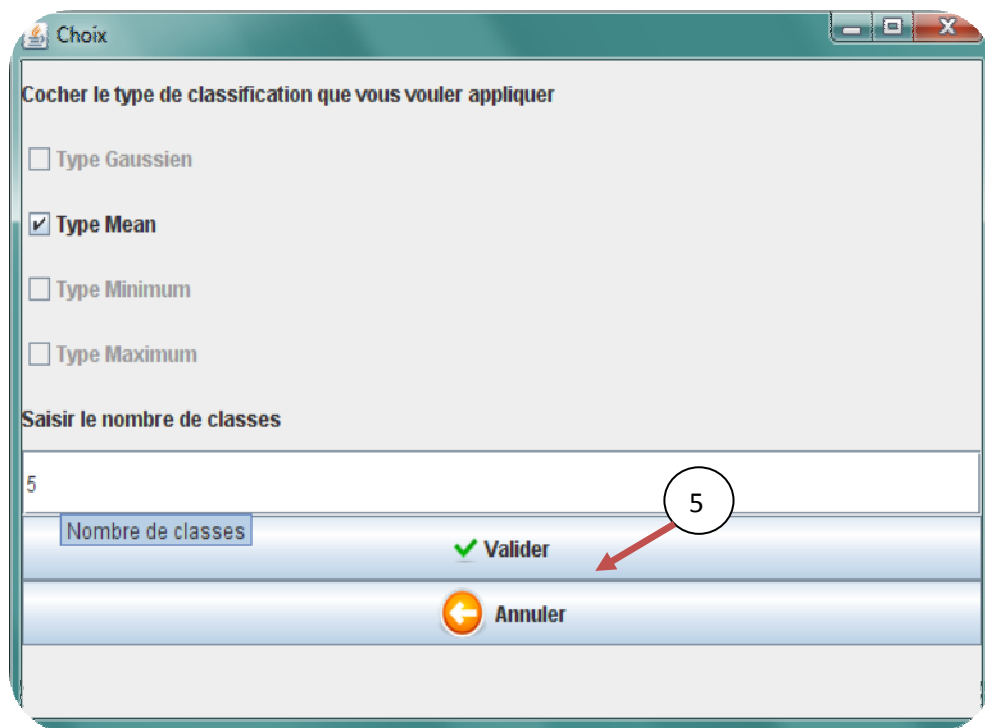 Choix
Cocher le type de classification que vous vouler appliquer
Type Gaussien
Type Mean
Type Minimum
Type Maximum
Saisir le nombre de classes
5
5
Nombre de classes
Valider
Annuler